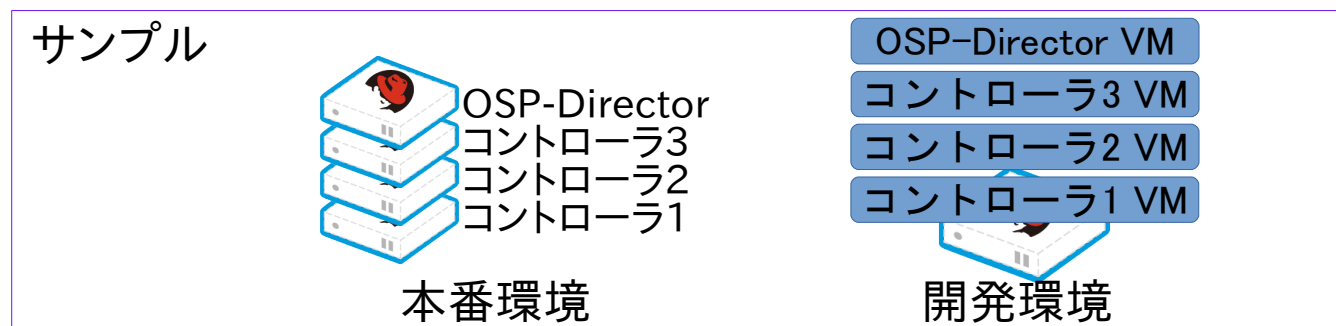 サンプル
OSP-Director
コントローラ3
コントローラ2
コントローラ1
本番環境
OSP-Director VM
コントローラ3 VM
コントローラ2 VM
コントローラ1 VM
開発環境